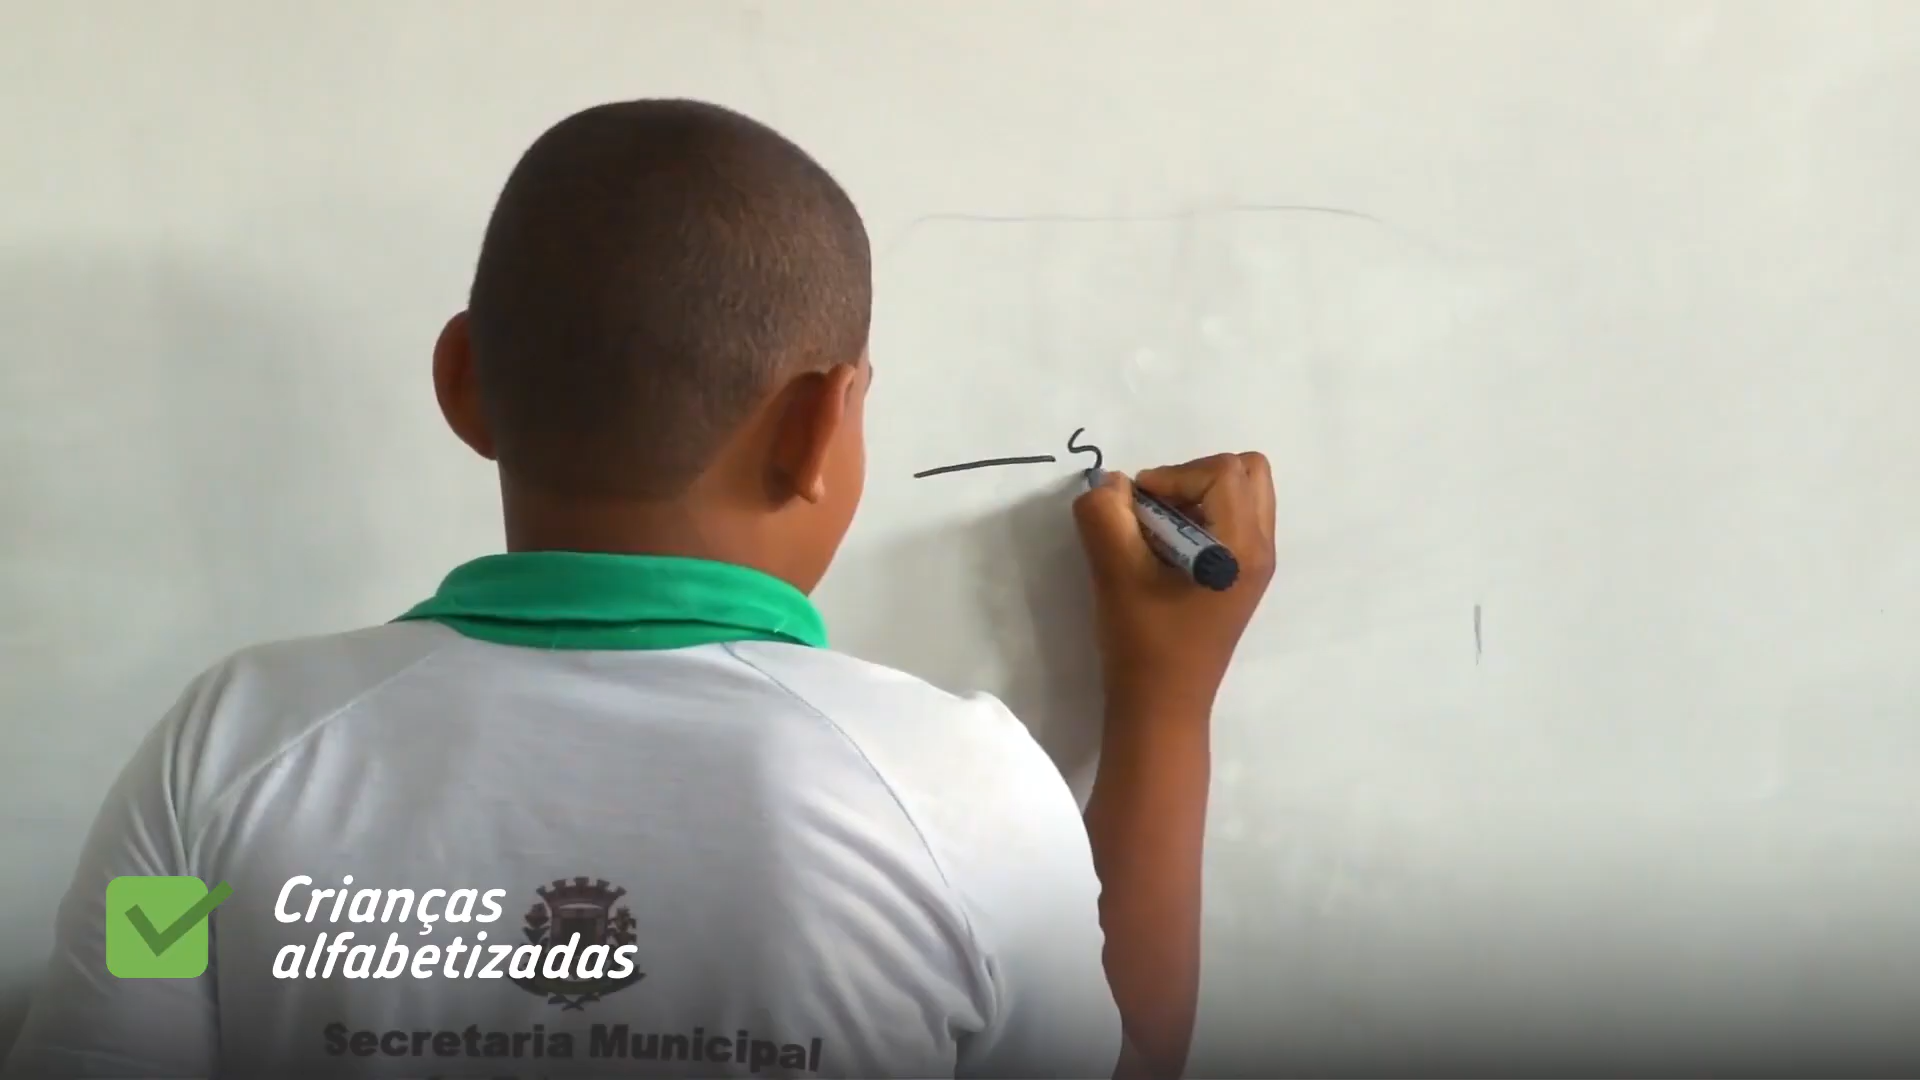 S
Crianças
alfabetizadas
Secretaria Municipal